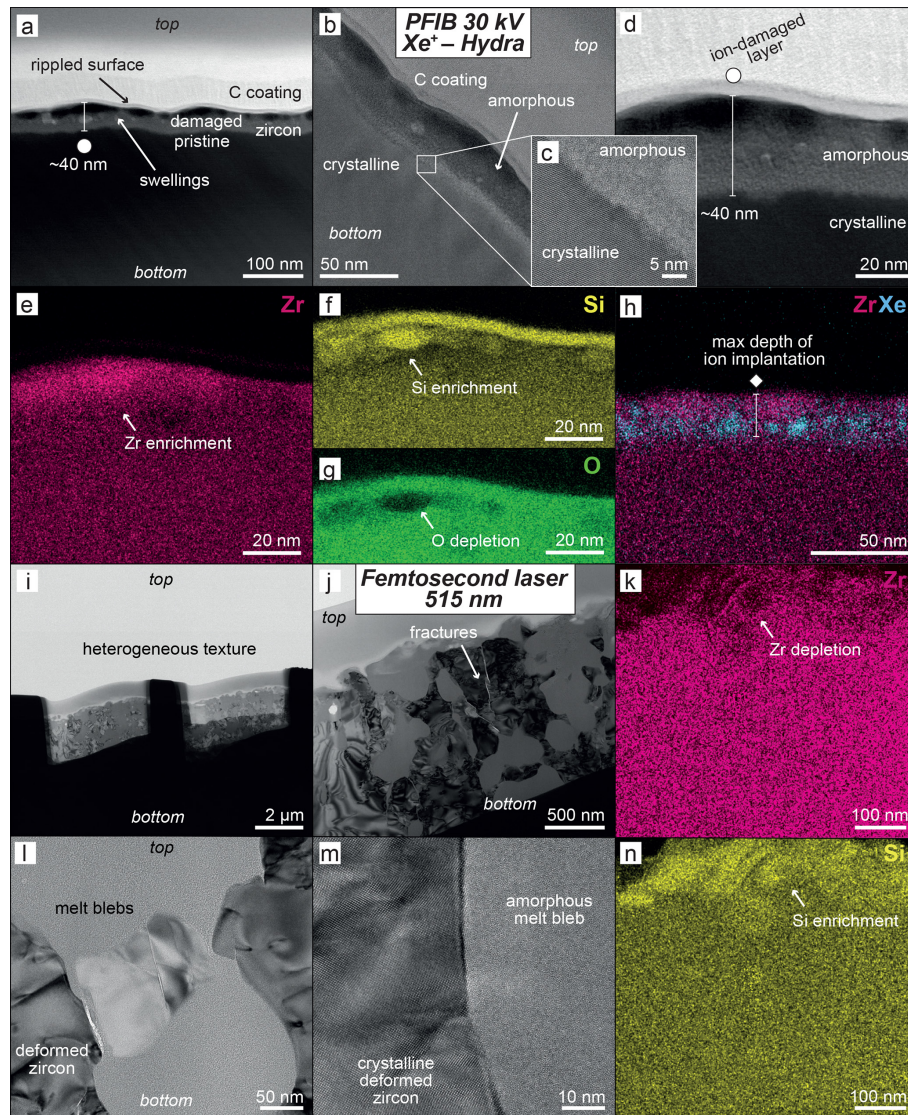 a
top
rippled surface
C coating
damaged
pristine
zircon
~40 nm
swellings
bottom
100 nm
b
PFIB 30 kV
Xe⁺ – Hydra
top
C coating
amorphous
crystalline
bottom
50 nm
c
amorphous
crystalline
5 nm
d
ion-damaged
layer
amorphous
~40 nm
crystalline
20 nm
e
Zr
Zr enrichment
20 nm
f
Si
Si enrichment
20 nm
g
O
O depletion
20 nm
h
ZrXe
max depth of
ion implantation
50 nm
i
top
heterogeneous texture
bottom
2 µm
j
Femtosecond laser
515 nm
top
fractures
bottom
500 nm
k
Zr
Zr depletion
100 nm
l
top
melt blebs
deformed
zircon
bottom
50 nm
m
amorphous
melt bleb
crystalline
deformed
zircon
10 nm
n
Si
Si enrichment
100 nm